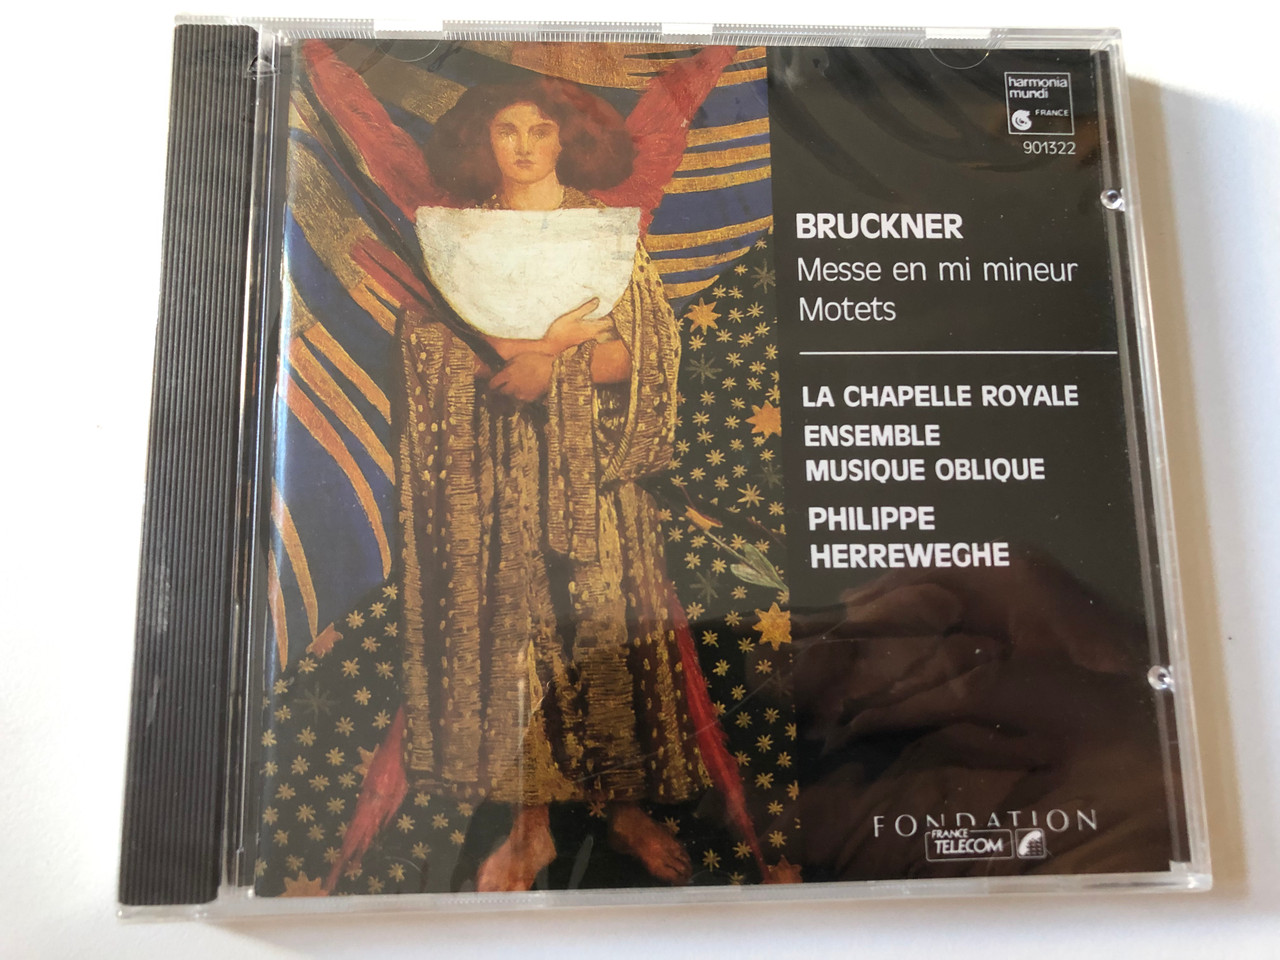 harmonia
mundi
FRANCE
901322
BRUCKNER
Messe en mi mineur
Motets
LA CHAPELLE ROYALE
ENSEMBLE
MUSIQUE OBLIQUE
PHILIPPE
HERREWEGHE
FONDATION
FRANCE
TELECOM